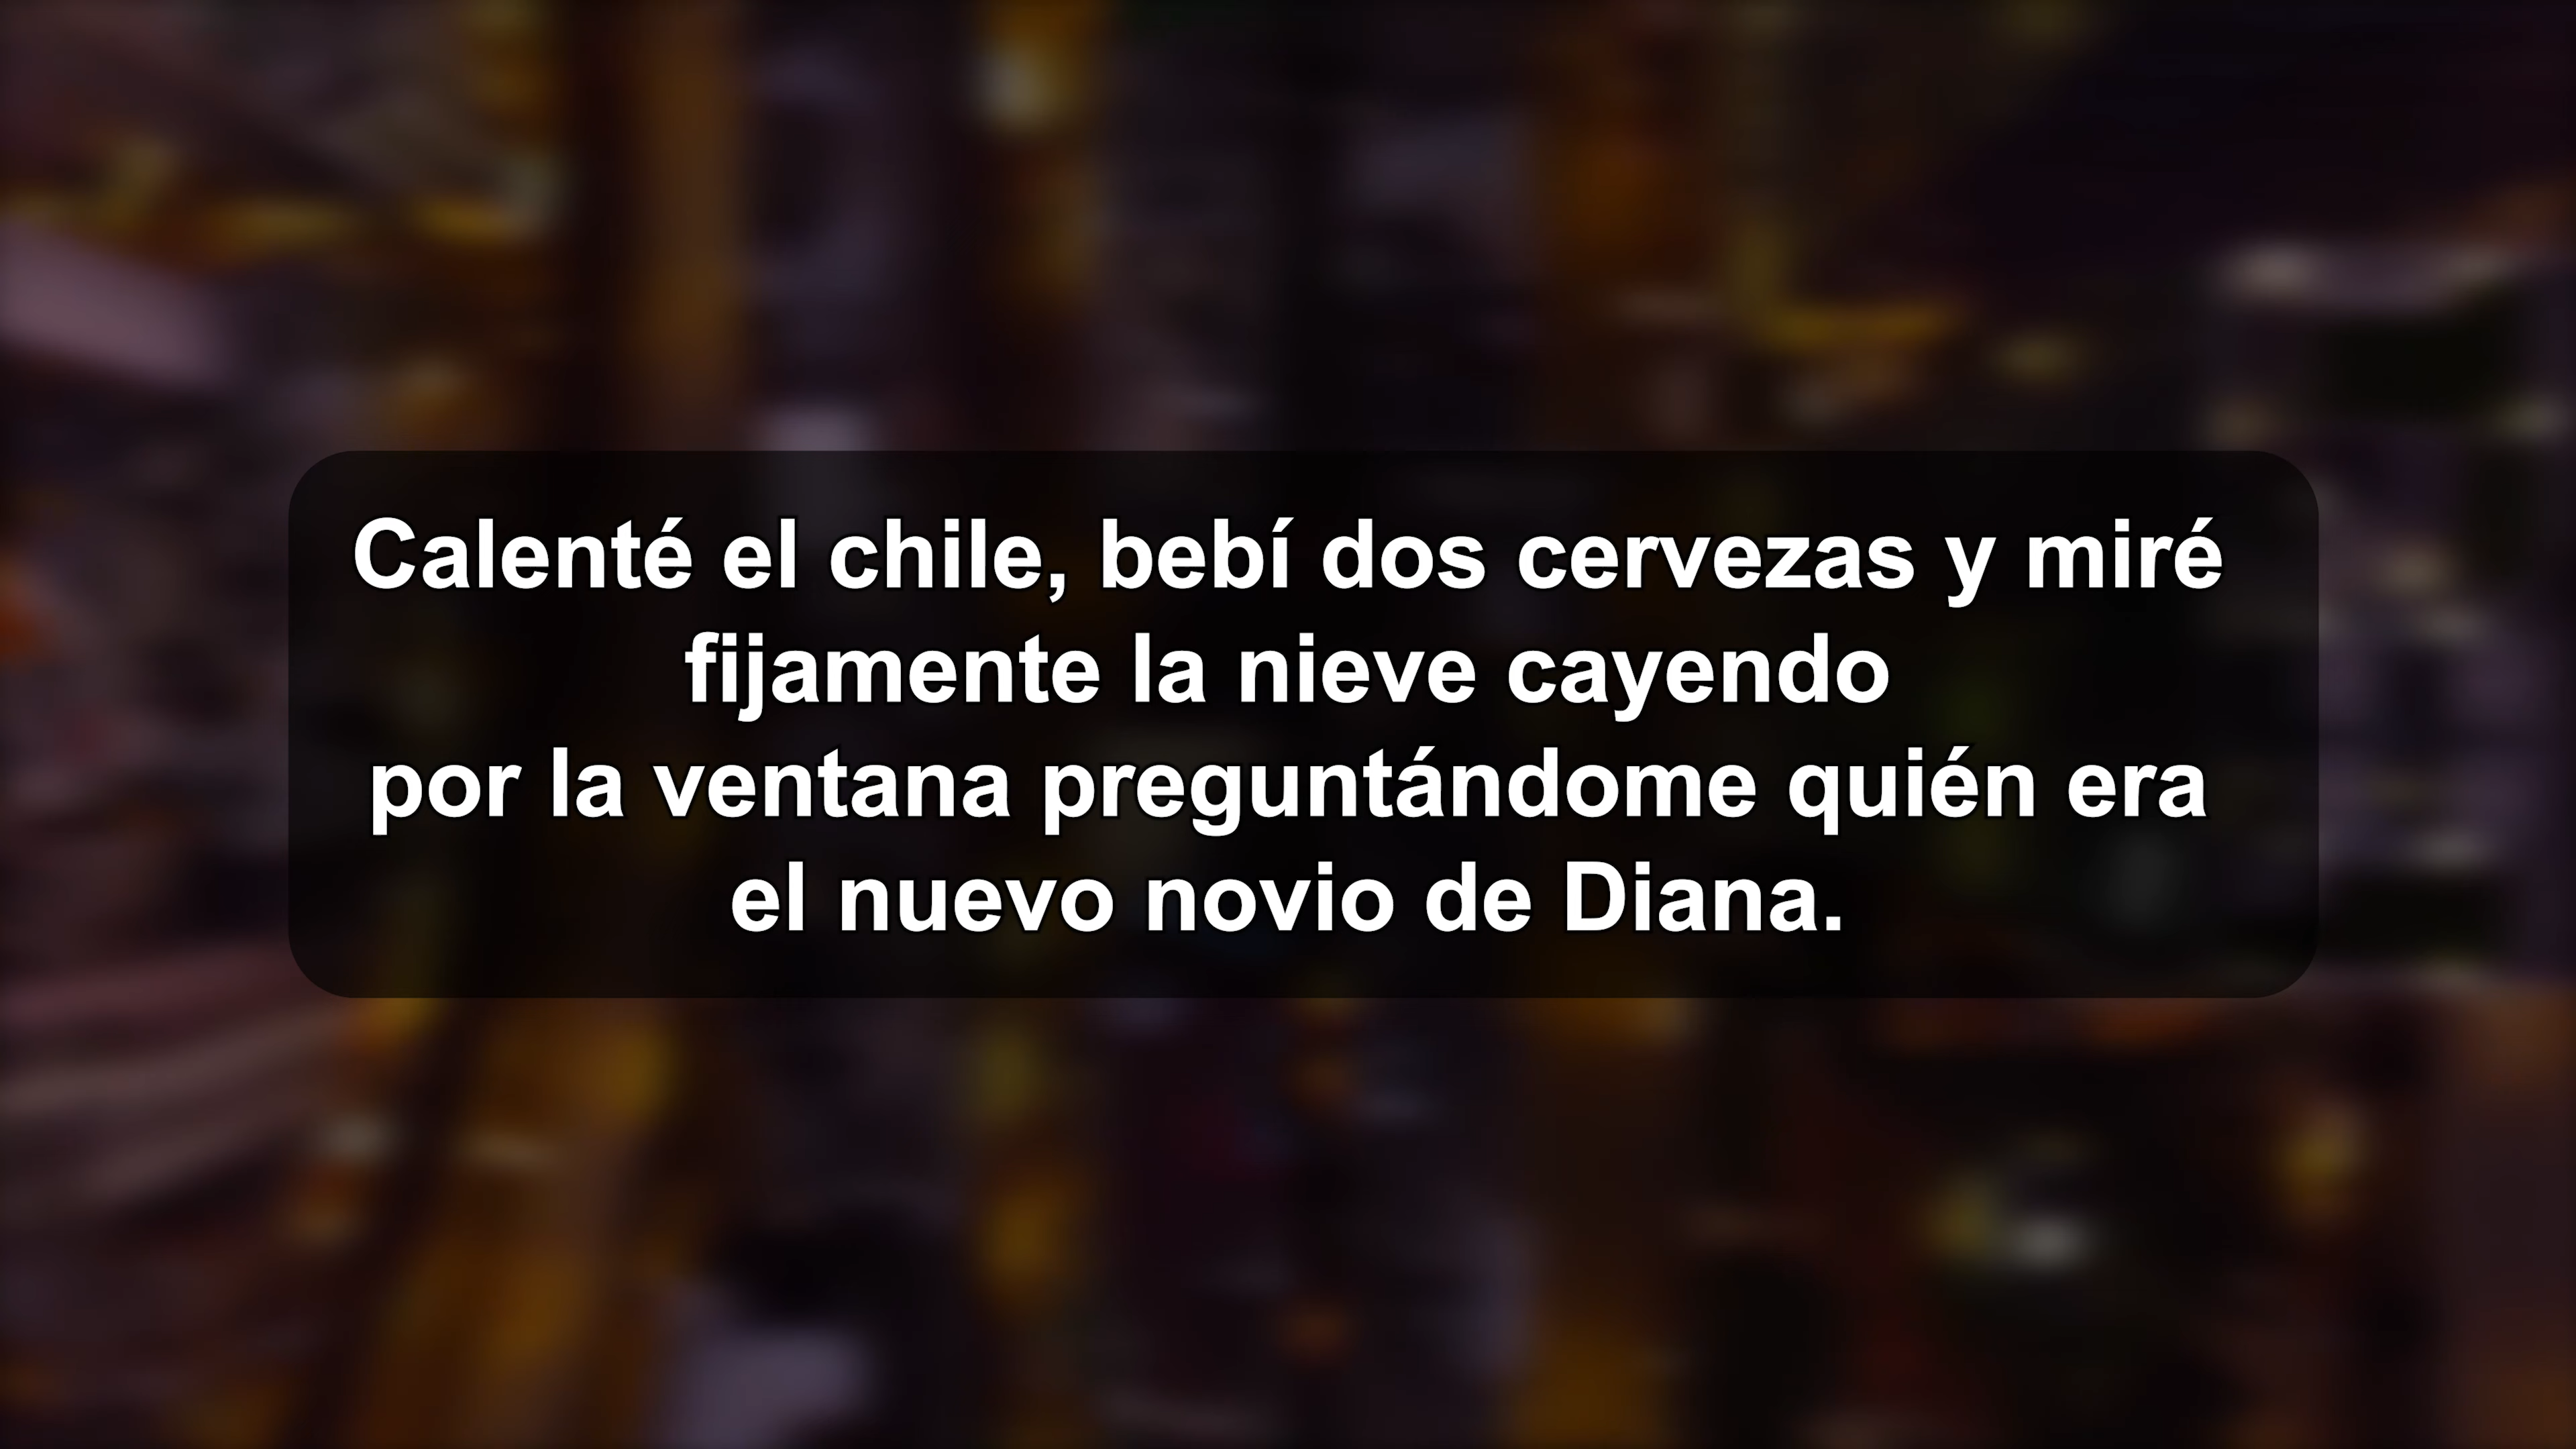 Calenté el chile, bebí dos cervezas y miré
fijamente la nieve cayendo
por la ventana preguntándome quién era
el nuevo novio de Diana.